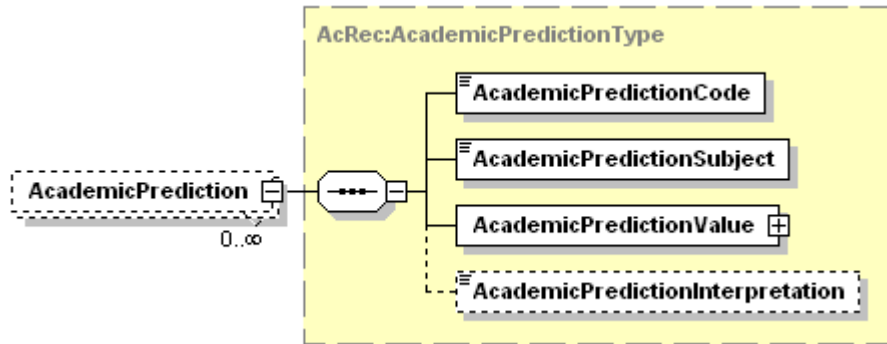 AcRec:AcademicPredictionType
AcademicPredictionCode
AcademicPredictionSubject
AcademicPrediction
0..∞
AcademicPredictionValue
AcademicPredictionInterpretation